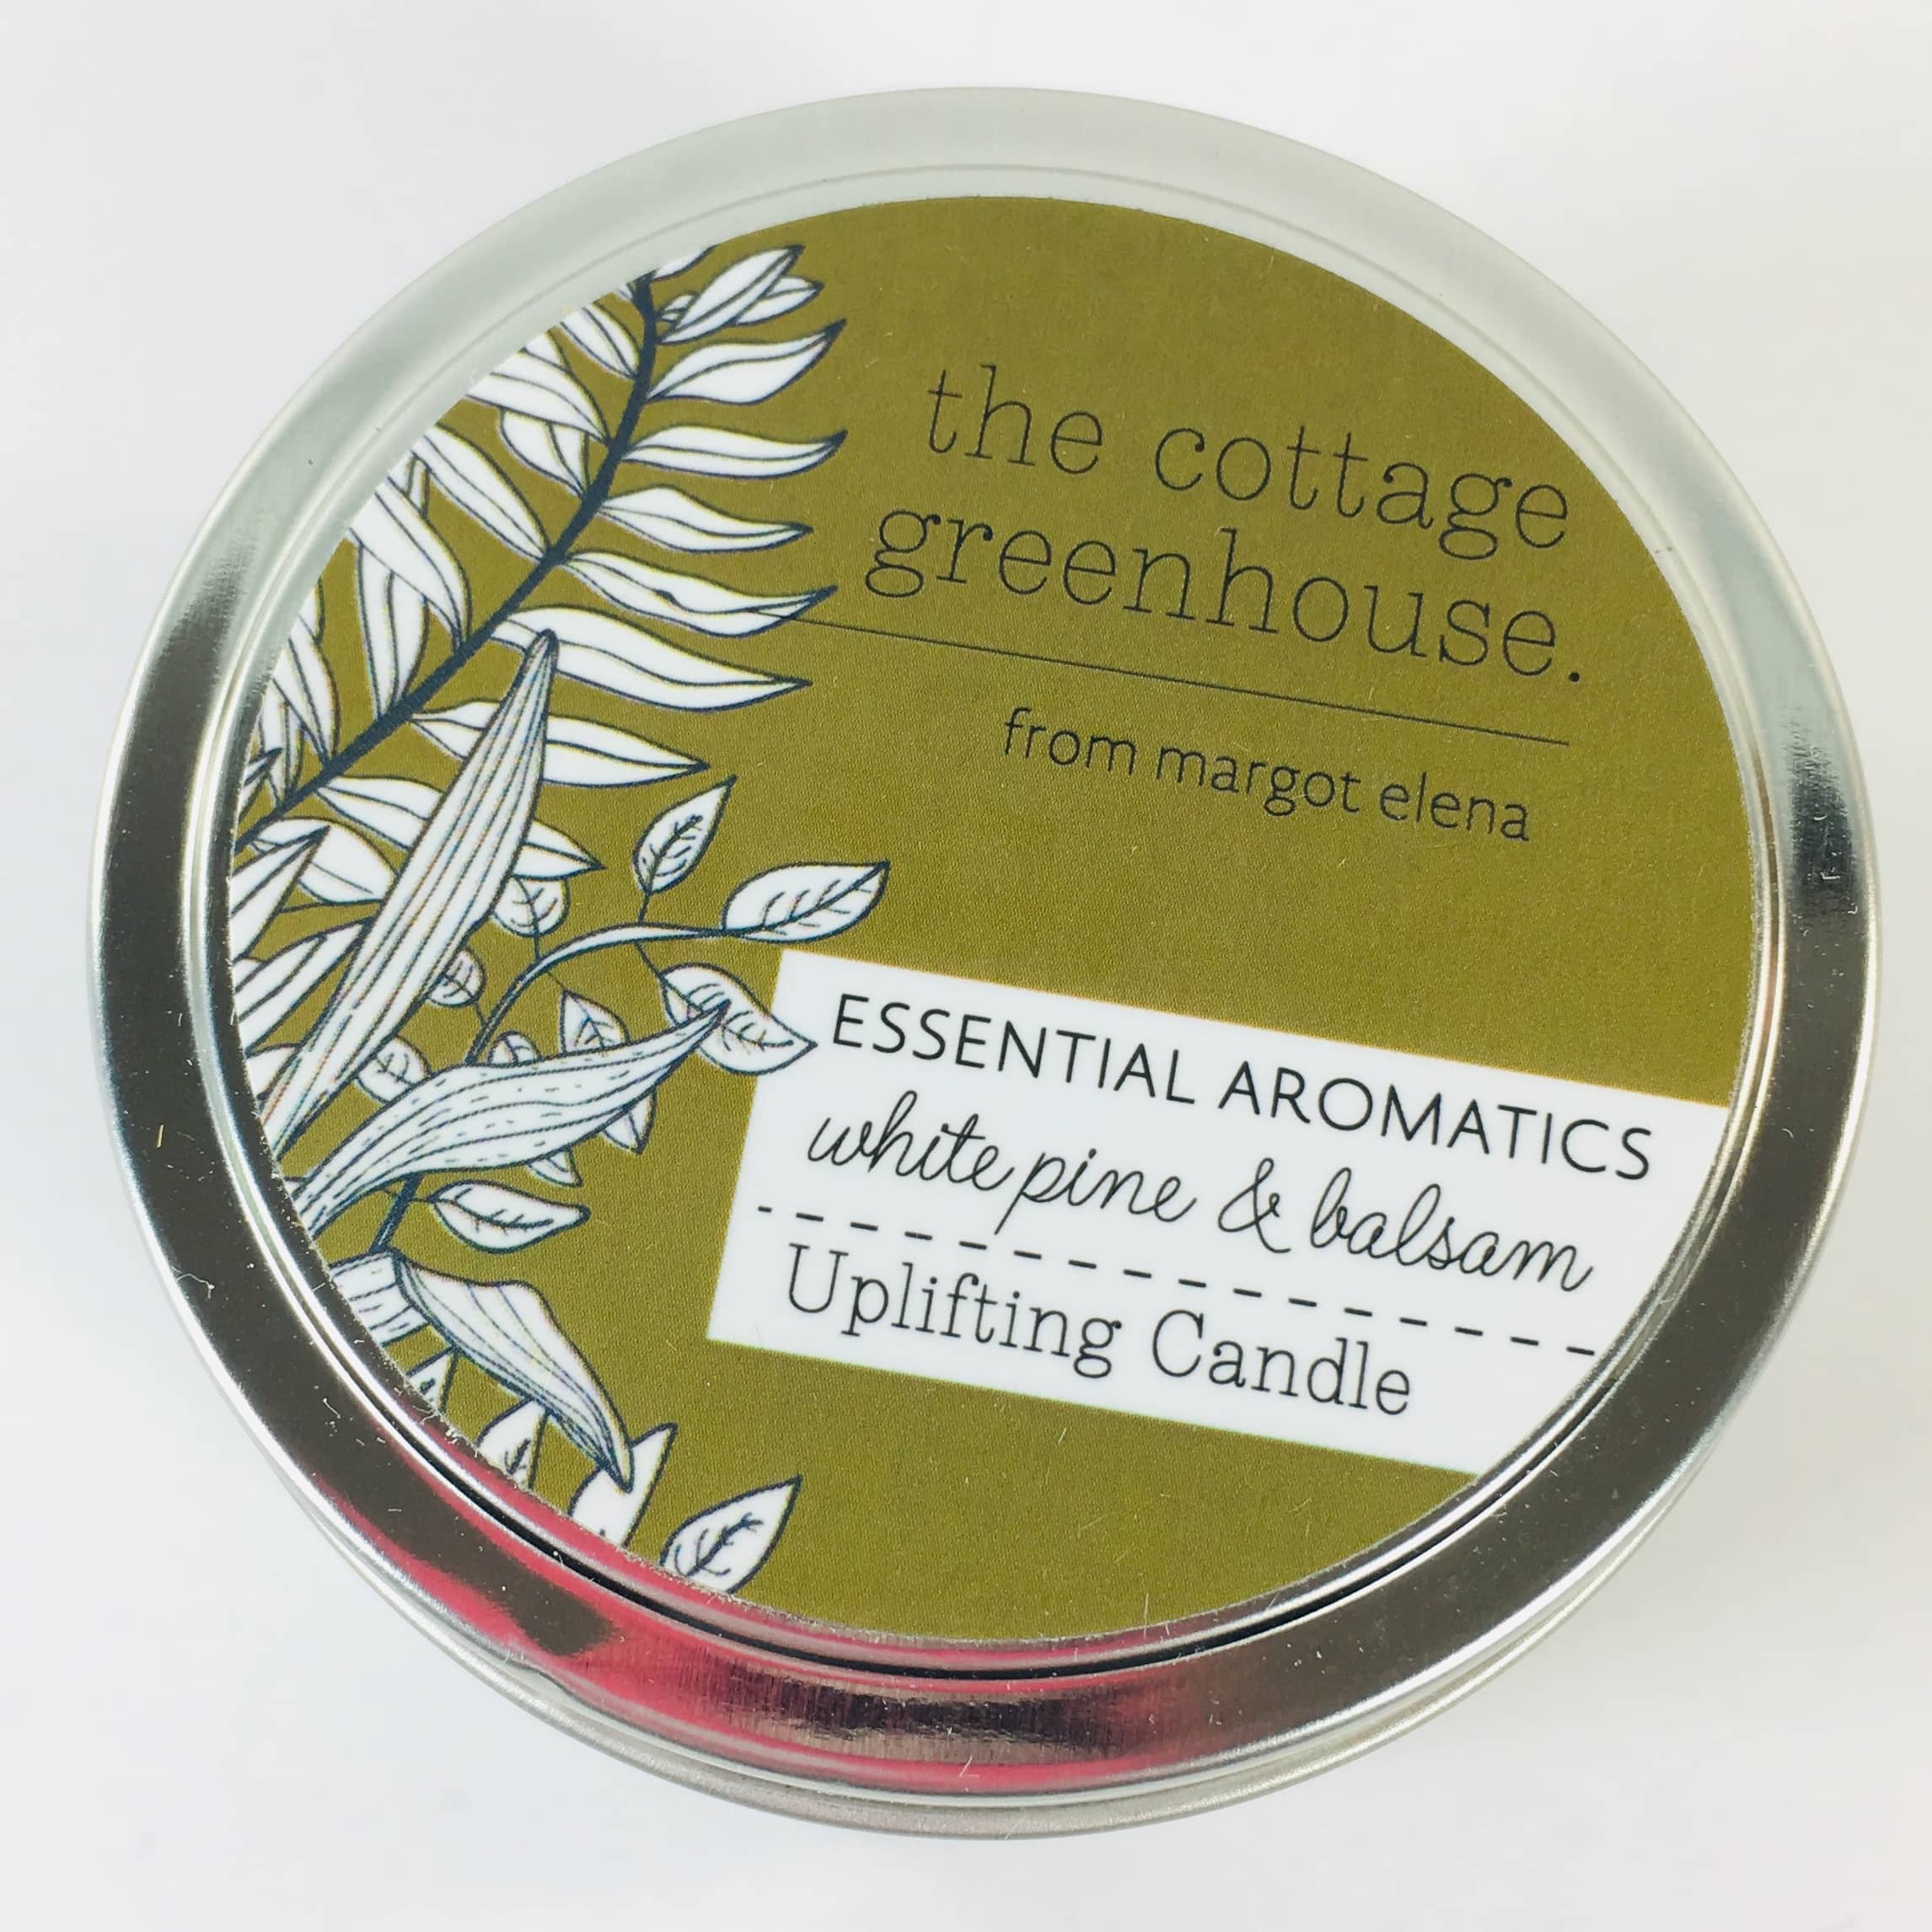 the cottage
greenhouse.
from margot elena
ESSENTIAL AROMATICS
white pine & balsam
Uplifting Candle